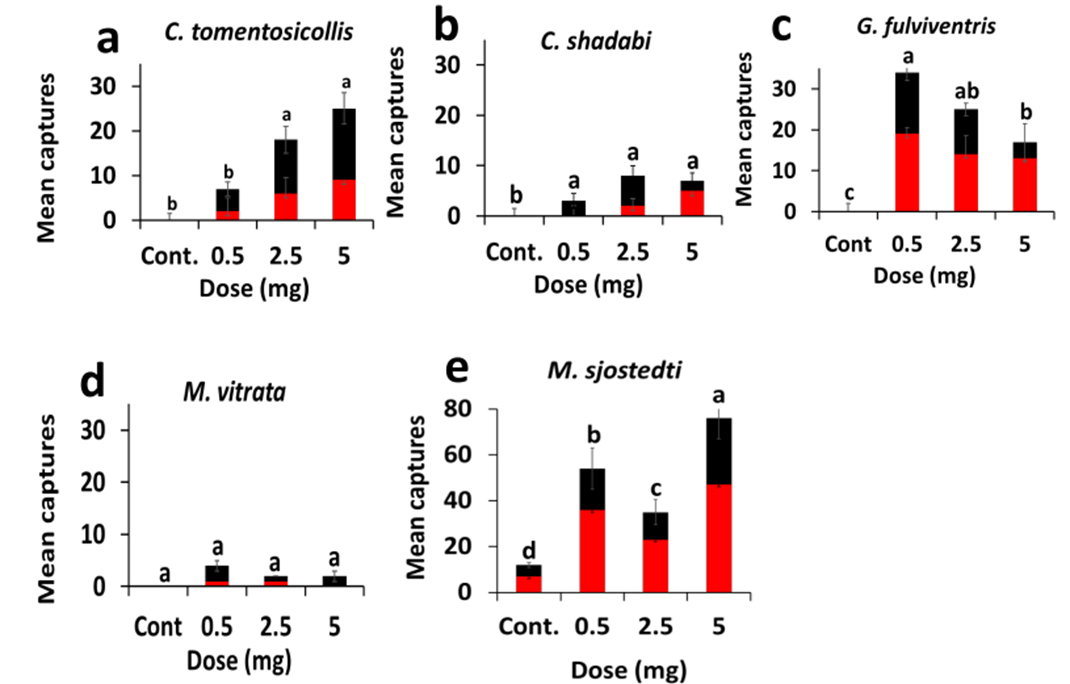 a
C. tomentosicollis
Mean captures
30
20
10
0
b
b
a
a
Cont. 0.5 2.5 5
Dose (mg)
b
C. shadabi
Mean captures
30
20
10
0
b
a
a
a
Cont. 0.5 2.5 5
Dose (mg)
c
G. fulviventris
Mean captures
30
20
10
0
c
a
ab
b
Cont 0.5 2.5 5
Dose (mg)
d
M. vitrata
Mean captures
30
20
10
0
a
a
a
a
Cont 0.5 2.5 5
Dose (mg)
e
M. sjostedti
Mean captures
80
60
40
20
0
d
b
c
a
Cont. 0.5 2.5 5
Dose (mg)